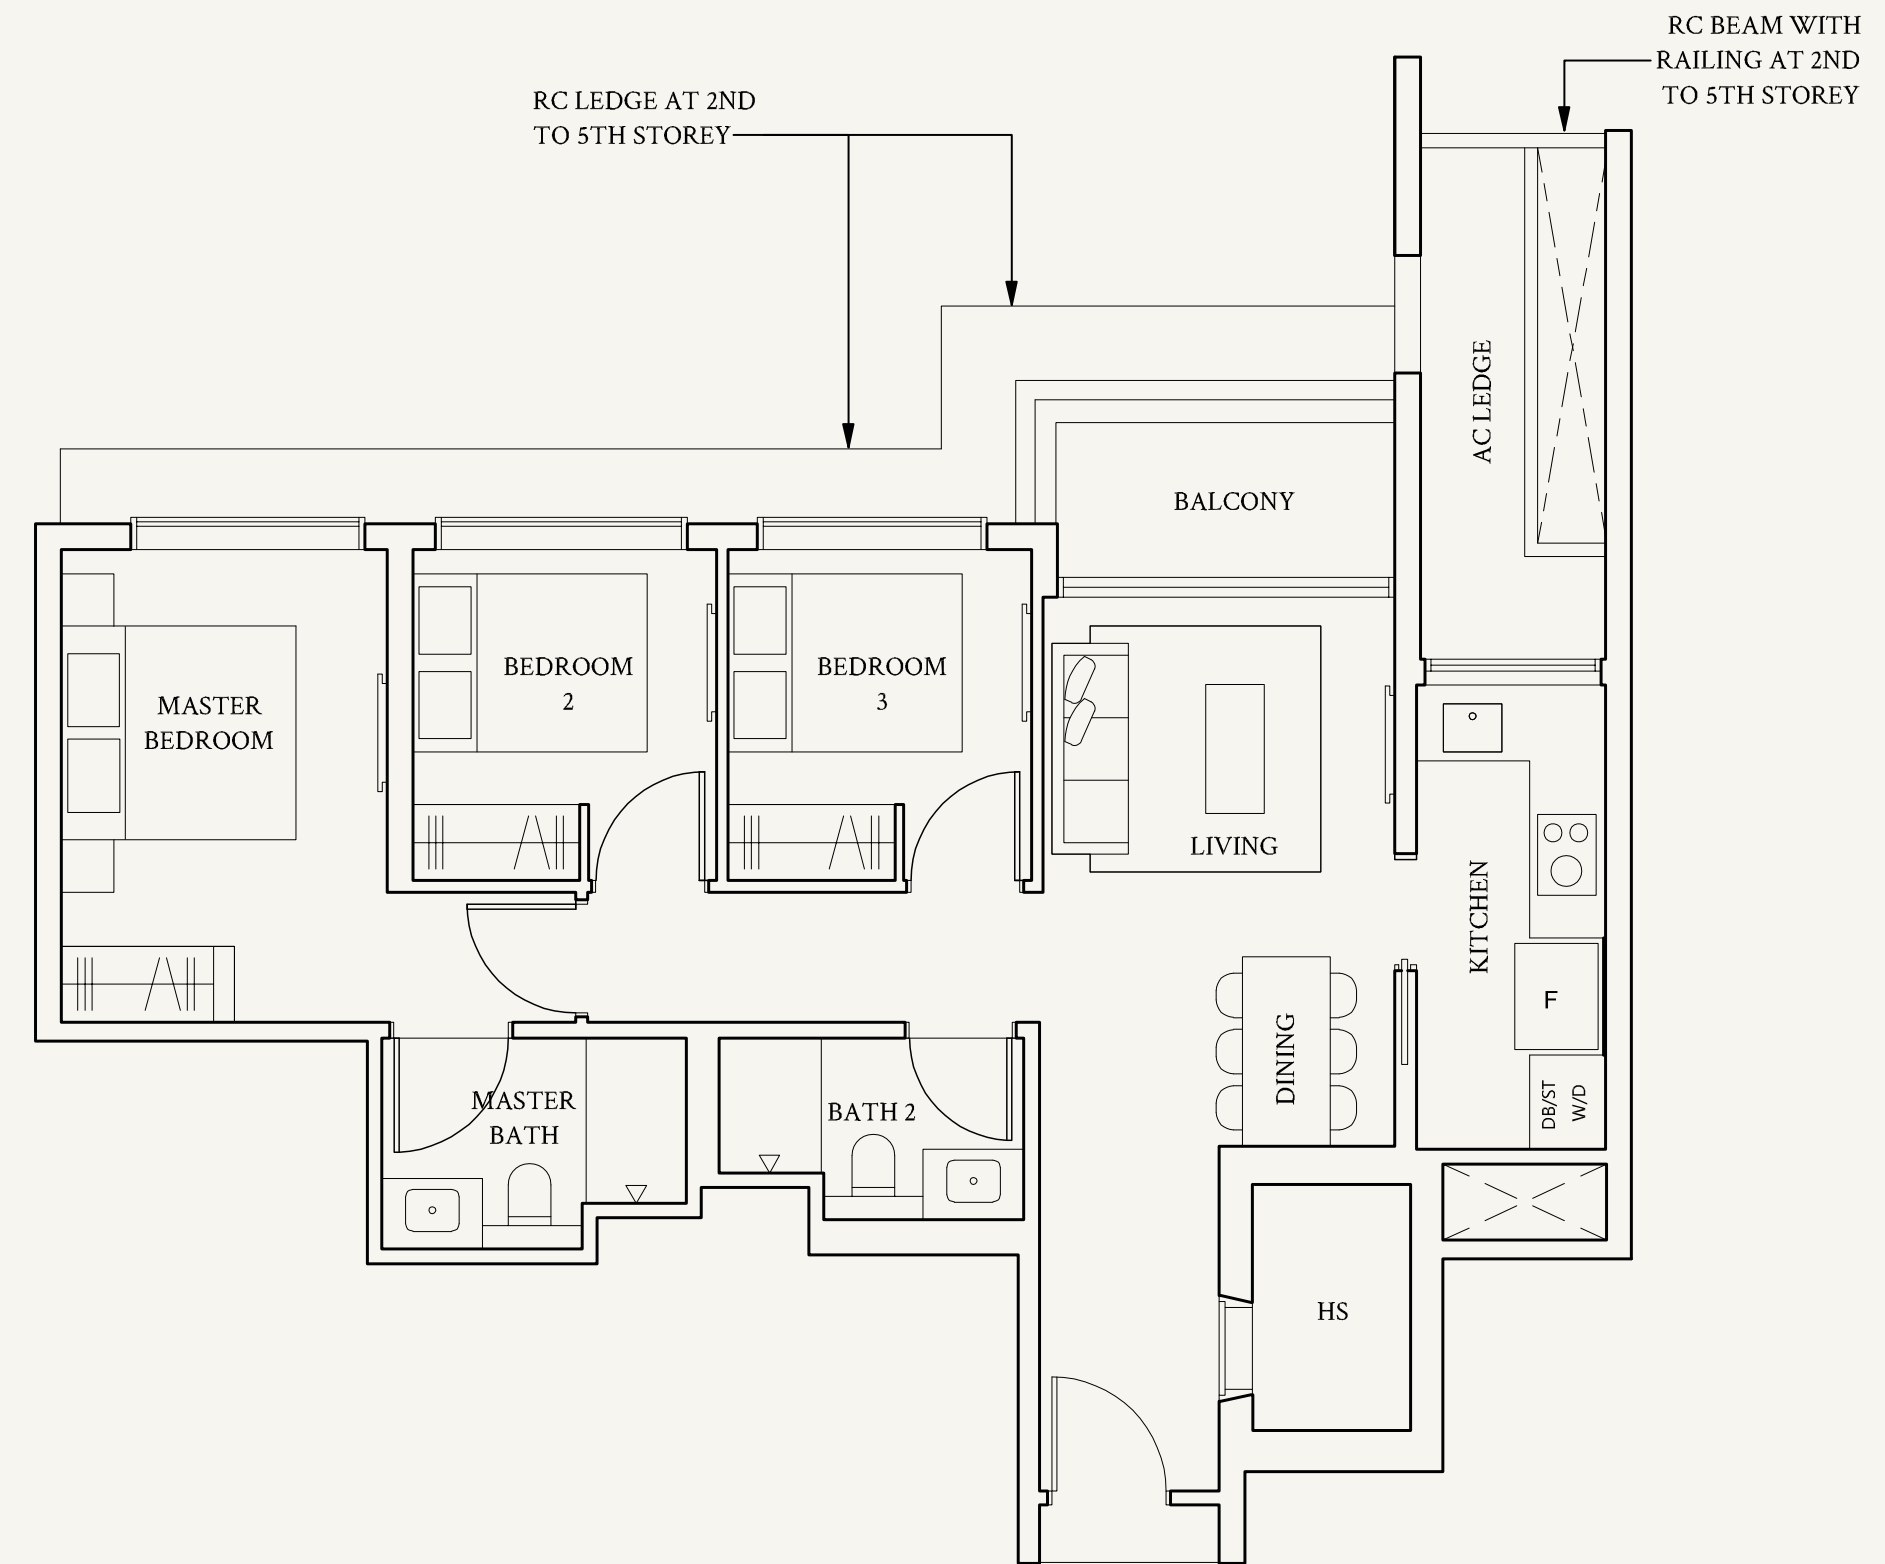 RC BEAM WITH
RAILING AT 2ND
TO 5TH STOREY
RC LEDGE AT 2ND
TO 5TH STOREY
AC LEDGE
BALCONY
MASTER
BEDROOM
BEDROOM
2
BEDROOM
3
LIVING
KITCHEN
F
DINING
DB/ST
W/D
MASTER
BATH
BATH 2
HS